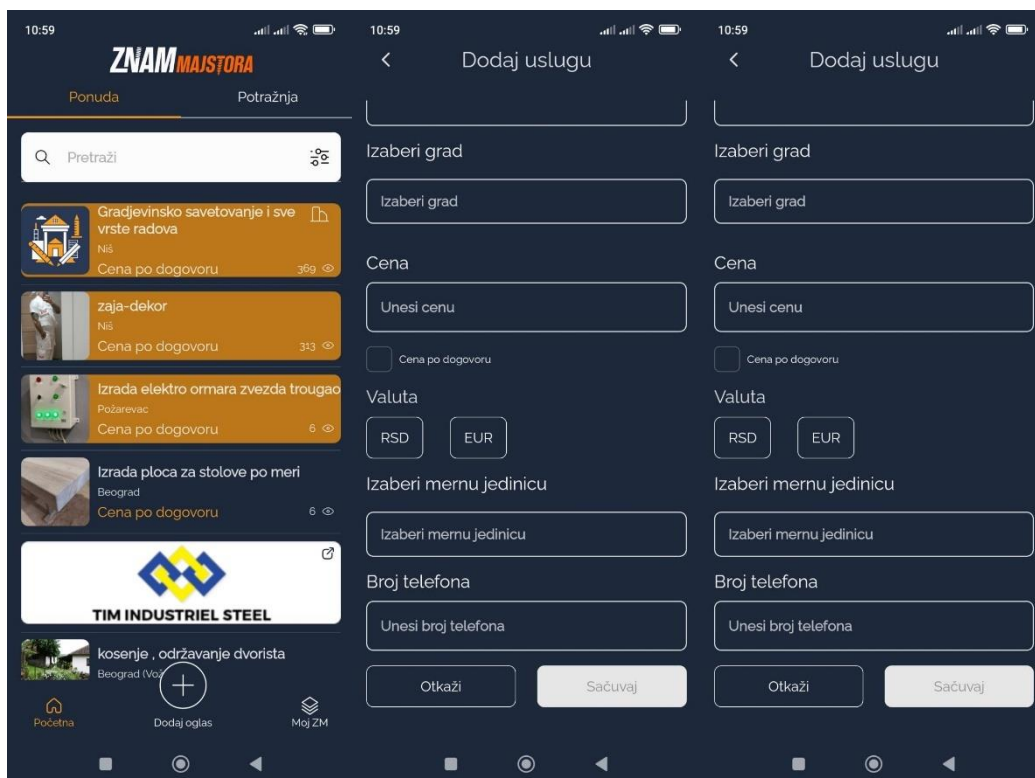 10:59
ZNAM MAJSTORA
Ponuda
Potražnja
Pretraži
Gradjevinsko savetovanje i sve
vrste radova
Niš
Cena po dogovoru
369
zaja-dekor
Niš
Cena po dogovoru
313
Izrada elektro ormara zvezda trougao
Požarevac
Cena po dogovoru
6
Izrada ploca za stolove po meri
Beograd
Cena po dogovoru
6
TIM INDUSTRIEL STEEL
kosenje , održavanje dvorista
Beograd (Vož
Početna
Dodaj oglas
Moj ZM
10:59
Dodaj uslugu
Izaberi grad
Izaberi grad
Cena
Unesi cenu
Cena po dogovoru
Valuta
RSD
EUR
Izaberi mernu jedinicu
Izaberi mernu jedinicu
Broj telefona
Unesi broj telefona
Otkaži
Sačuvaj
10:59
Dodaj uslugu
Izaberi grad
Izaberi grad
Cena
Unesi cenu
Cena po dogovoru
Valuta
RSD
EUR
Izaberi mernu jedinicu
Izaberi mernu jedinicu
Broj telefona
Unesi broj telefona
Otkaži
Sačuvaj